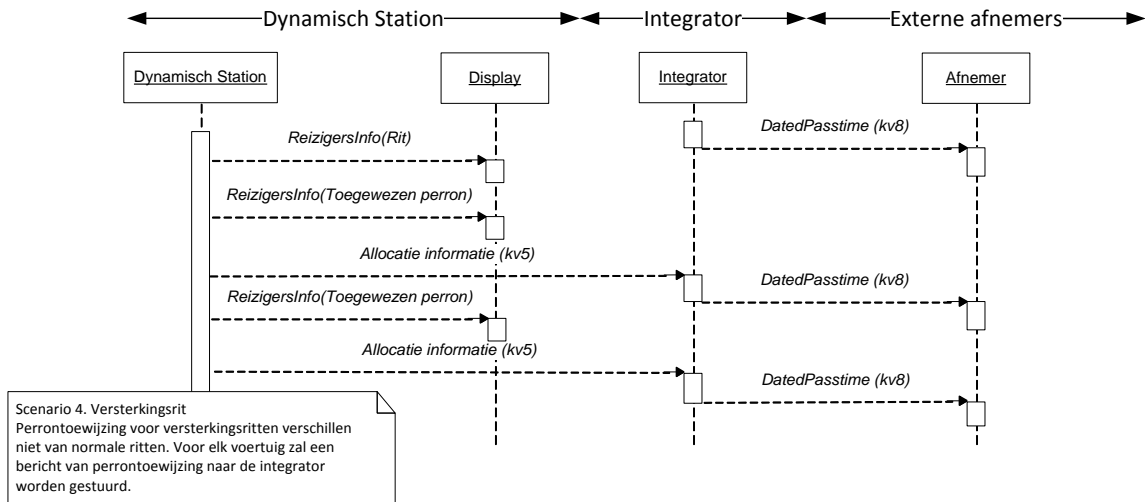 Dynamisch Station Integrator Externe afnemers
Dynamisch Station Display Integrator Afnemer
ReizigersInfo(Rit) DatedPasstime (kv8)
ReizigersInfo(Toegewezen perron)
Allocatie informatie (kv5) DatedPasstime (kv8)
ReizigersInfo(Toegewezen perron)
Allocatie informatie (kv5) DatedPasstime (kv8)
Scenario 4. Versterkingsrit
Perrontoewijzing voor versterkingsritten verschillen
niet van normale ritten. Voor elk voertuig zal een
bericht van perrontoewijzing naar de integrator
worden gestuurd.